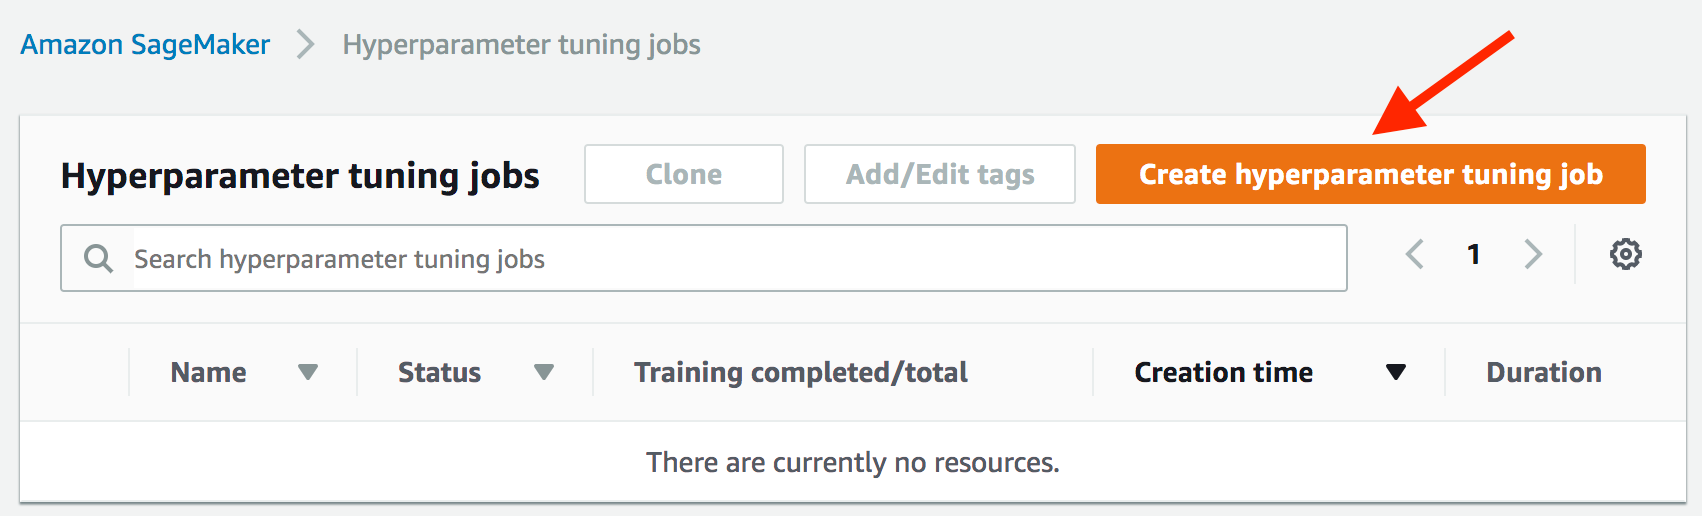 Amazon SageMaker Hyperparameter tuning jobs
Hyperparameter tuning jobs Clone Add/Edit tags Create hyperparameter tuning job
Search hyperparameter tuning jobs 1
Name Status Training completed/total Creation time Duration
There are currently no resources.